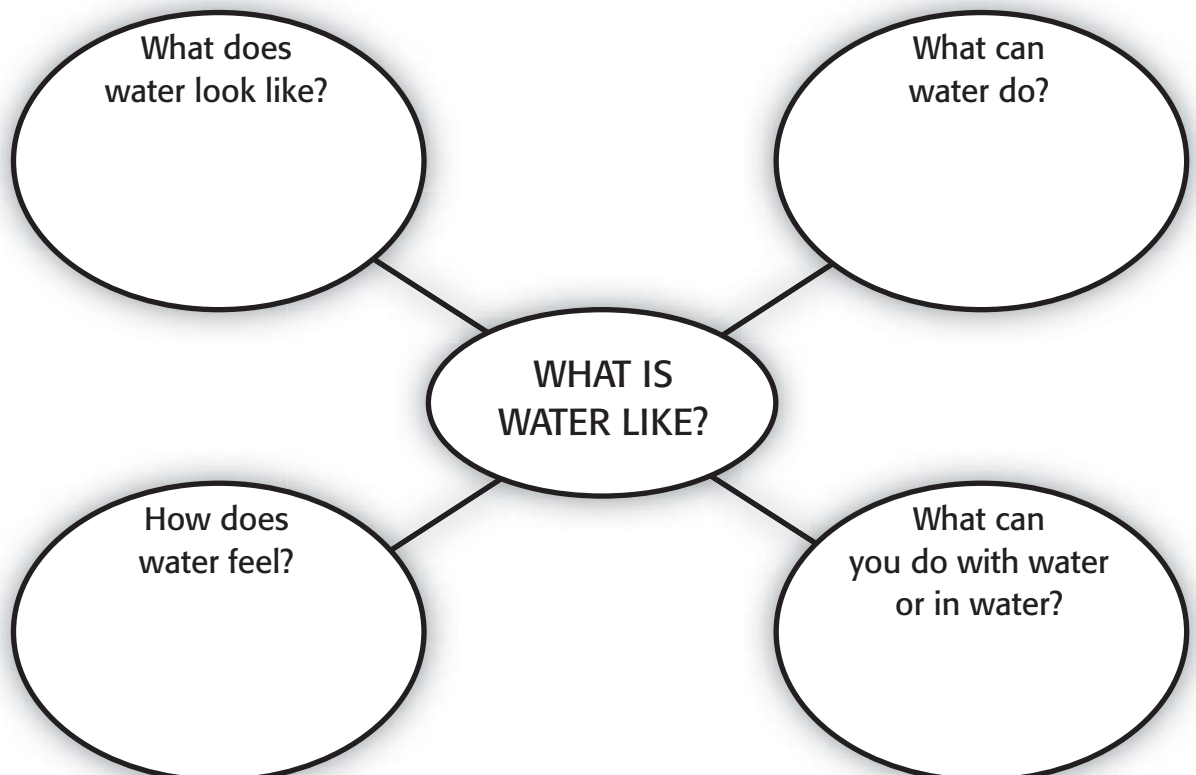 What does
water look like?
What can
water do?
WHAT IS
WATER LIKE?
How does
water feel?
What can
you do with water
or in water?